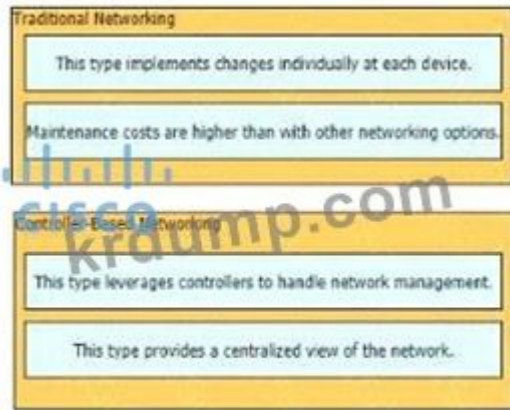 Traditional Networking
This type implements changes individually at each device.
Maintenance costs are higher than with other networking options.
CISCO
Controller-Based Networking
krdump.com
This type leverages controllers to handle network management.
This type provides a centralized view of the network.